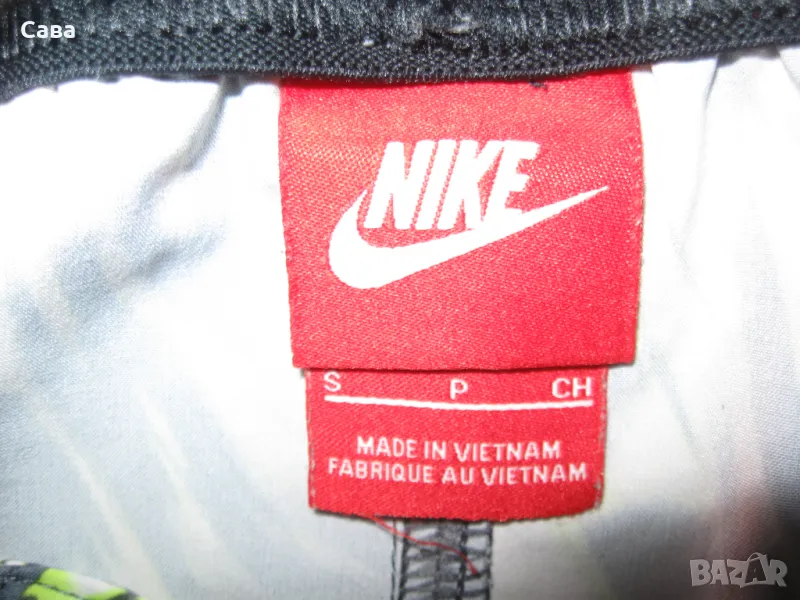 Сава
NIKE
S P CH
MADE IN VIETNAM
FABRIQUE AU VIETNAM
BAZAR